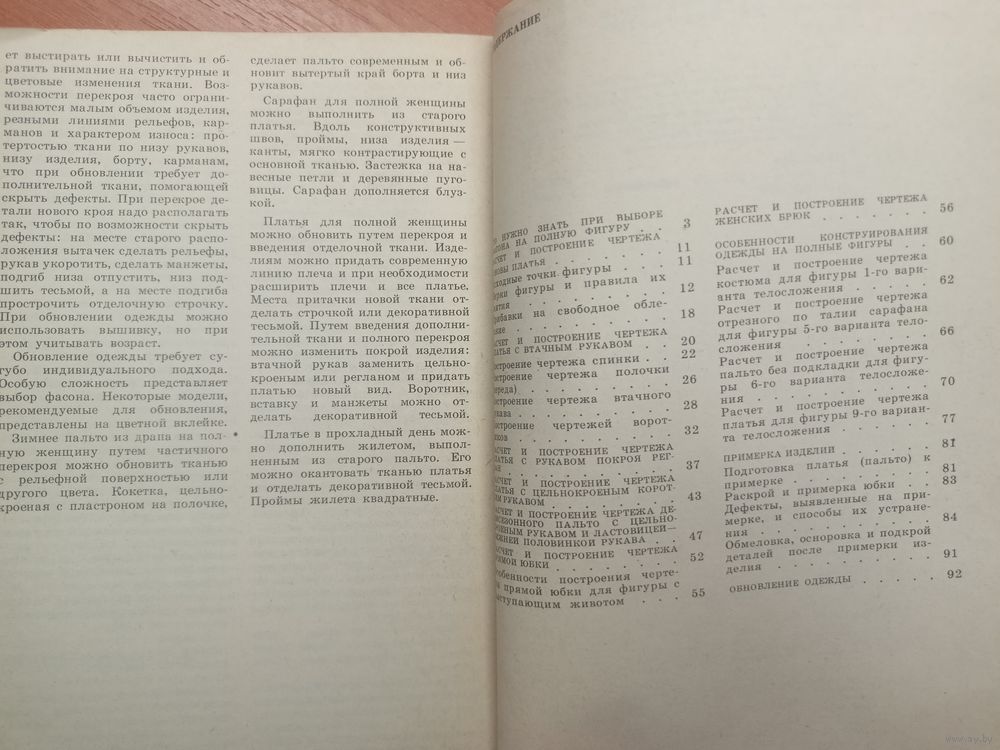 ет выстирать или вычистить и об-
ратить внимание на структурные и
цветовые изменения ткани. Воз-
можности перекроя часто ограни-
чиваются малым объемом изделия,
резными линиями рельефов, кар-
манов и характером износа: про-
тертостью ткани по низу рукавов,
низу изделия, борту, карманам,
что при обновлении требует до-
полнительной ткани, помогающей
скрыть дефекты. При перекрое де-
тали нового кроя надо располагать
так, чтобы по возможности скрыть
дефекты: на месте старого распо-
ложения вытачек сделать рельефы,
рукав укоротить, сделать манжеты,
подгиб низа отпустить, низ под-
шить тесьмой, а на месте подгиба
прострочить отделочную строчку.
При обновлении одежды можно
использовать вышивку, но при
этом учитывать возраст.
Обновление одежды требует су-
губо индивидуального подхода.
Особую сложность представляет
выбор фасона. Некоторые модели,
рекомендуемые для обновления,
представлены на цветной вклейке.
Зимнее пальто из драпа на пол-
ную женщину путем частичного
перекроя можно обновить тканью
с рельефной поверхностью или
другого цвета. Кокетка, цельно-
кроеная с пластроном на полочке,
сделает пальто современным и об-
новит вытертый край борта и низ
рукавов.
Сарафан для полной женщины
можно выполнить из старого
платья. Вдоль конструктивных
швов, проймы, низа изделия —
канты, мягко контрастирующие с
основной тканью. Застежка на на-
весные петли и деревянные пуго-
вицы. Сарафан дополняется блуз-
кой.
Платья для полной женщины
можно обновить путем перекроя и
введения отделочной ткани. Изде-
лиям можно придать современную
линию плеча и при необходимости
расширить плечи и все платье.
Места притачки новой ткани от-
делать строчкой или декоративной
тесьмой. Путем введения дополни-
тельной ткани и полного перекроя
можно изменить покрой изделия:
втачной рукав заменить цельно-
кроеным или регланом и придать
платью новый вид. Воротник,
вставку и манжеты можно от-
делать декоративной тесьмой.
Платье в прохладный день мож-
но дополнить жилетом, выпол-
ненным из старого пальто. Его
можно окантовать тканью платья
и отделать декоративной тесьмой.
Проймы жилета квадратные.
ЕРЖАНИЕ
НУЖНО ЗНАТЬ ПРИ ВЫБОРЕ
НА ПОЛНУЮ ФИГУРУ . . 3
И ПОСТРОЕНИЕ ЧЕРТЕЖА
ПЛАТЬЯ . . . . . . 11
точки фигуры . . . 11
фигуры и правила их
. . . . . . . . 12
на свободное обле-
. . . . . . . . 18
И ПОСТРОЕНИЕ ЧЕРТЕЖА
С ВТАЧНЫМ РУКАВОМ . . 20
чертежа спинки . . 22
чертежа полочки
. . . . . . . 26
чертежа втачного
. . . . . . . . 28
чертежей ворот-
. . . . . . . . 32
И ПОСТРОЕНИЕ ЧЕРТЕЖА
С РУКАВОМ ПОКРОЯ РЕГ-
. . . . . . . . 37
И ПОСТРОЕНИЕ ЧЕРТЕЖА
С ЦЕЛЬНОКРОЕНЫМ КОРОТ-
РУКАВОМ . . . . . . 43
И ПОСТРОЕНИЕ ЧЕРТЕЖА ДЕ-
ПАЛЬТО С ЦЕЛЬНО-
РУКАВОМ И ЛАСТОВИЦЕЙ—
ПОЛОВИНКОЙ РУКАВА . . 47
И ПОСТРОЕНИЕ ЧЕРТЕЖА
ЮБКИ . . . . . . . 52
построения черте-
прямой юбки для фигуры с
животом . . . . 55
РАСЧЕТ И ПОСТРОЕНИЕ ЧЕРТЕЖА
ЖЕНСКИХ БРЮК . . . . . . 56
ОСОБЕННОСТИ КОНСТРУИРОВАНИЯ
ОДЕЖДЫ НА ПОЛНЫЕ ФИГУРЫ . . 60
Расчет и построение чертежа
костюма для фигуры 1-го вари-
анта телосложения . . . . . 62
Расчет и построение чертежа
отрезного по талии сарафана
для фигуры 5-го варианта тело-
сложения . . . . . . . . 66
Расчет и построение чертежа
пальто без подкладки для фигу-
ры 6-го варианта телосложе-
ния . . . . . . . . . . 70
Расчет и построение чертежа
платья для фигуры 9-го вариан-
та телосложения . . . . . . 77
ПРИМЕРКА ИЗДЕЛИИ . . . . . 81
Подготовка платья (пальто) к
примерке . . . . . . . . 81
Раскрой и примерка юбки . . 83
Дефекты, выявленные на при-
мерке, и способы их устране-
ния . . . . . . . . . . 84
Обмеловка, осноровка и подкрой
деталей после примерки из-
делия . . . . . . . . . 91
ОБНОВЛЕНИЕ ОДЕЖДЫ . . . . . 92
www.ay.by